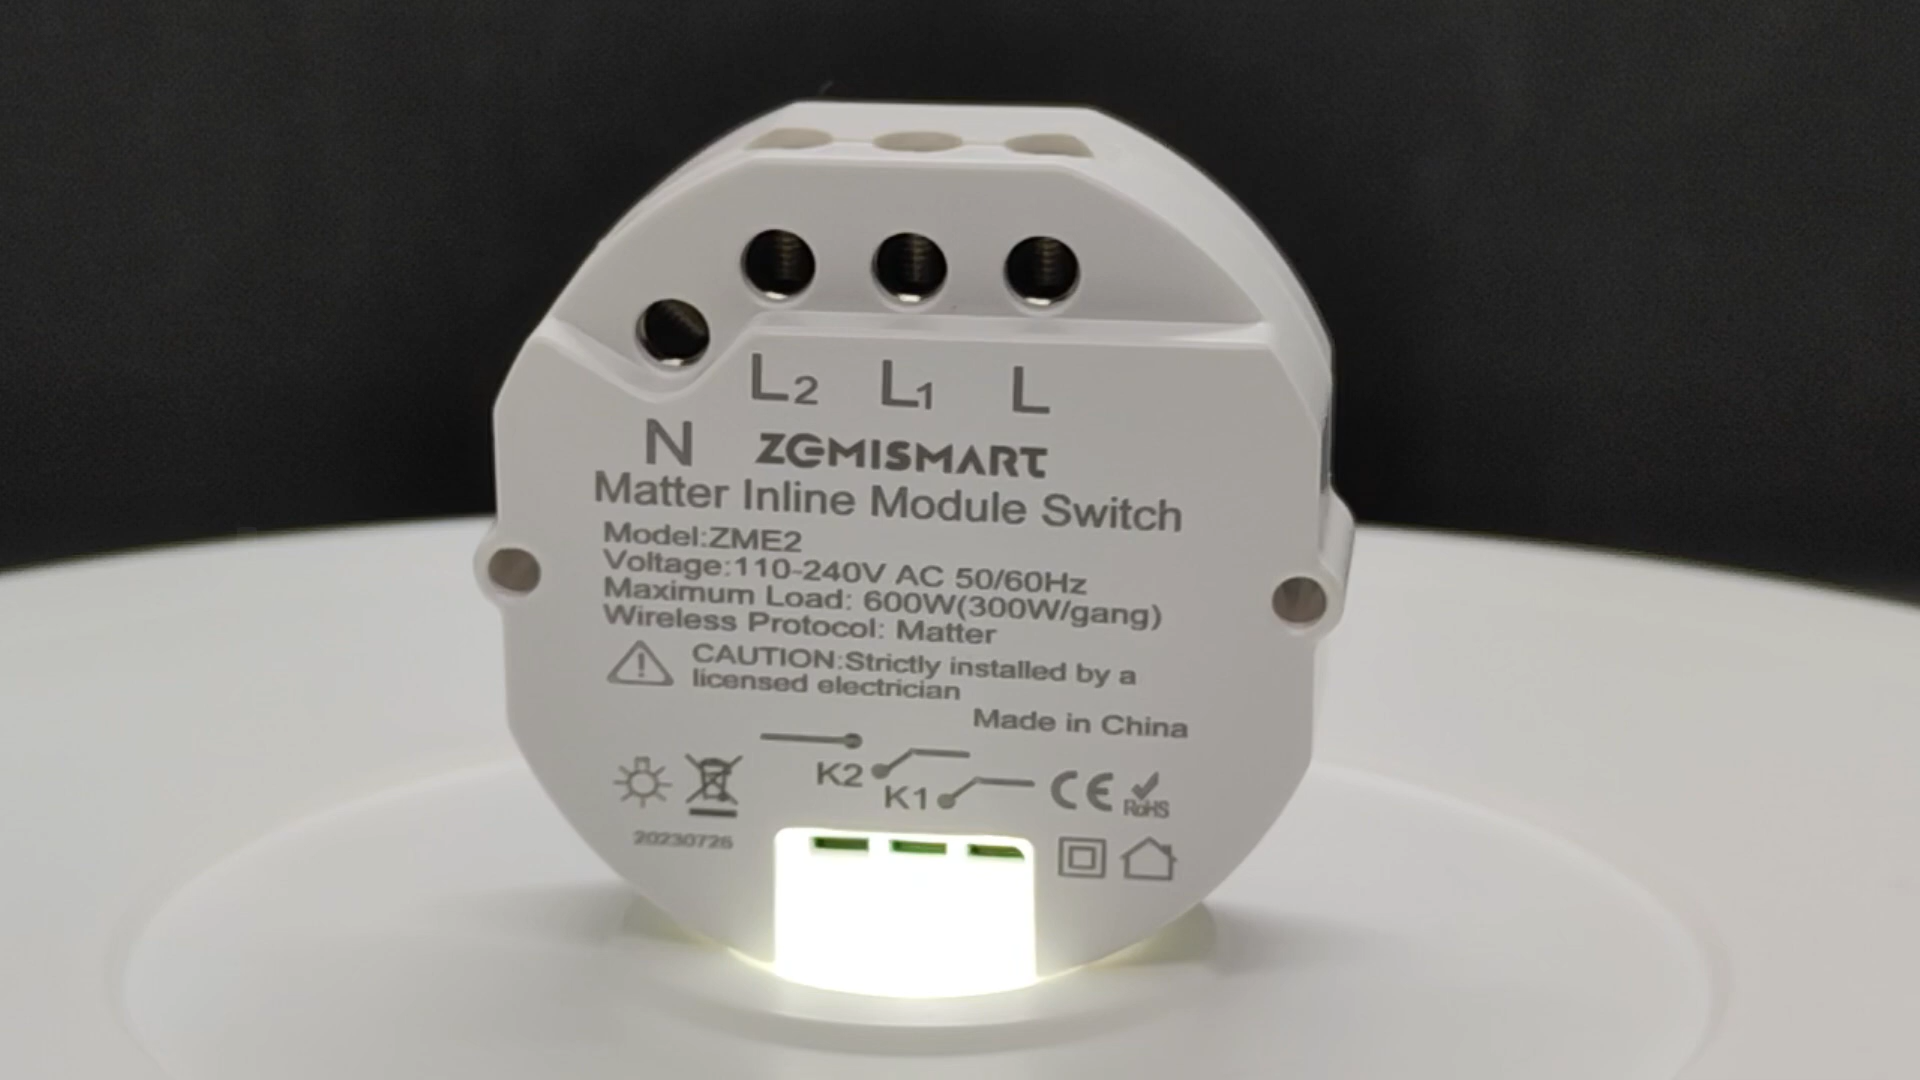 L2 L1 L
N ZEMISMART
Matter Inline Module Switch
Model:ZME2
Voltage:110-240V AC 50/60Hz
Maximum Load: 600W(300W/gang)
Wireless Protocol: Matter
CAUTION:Strictly installed by a
licensed electrician
Made in China
K2
K1
CE
RoHS
20230726